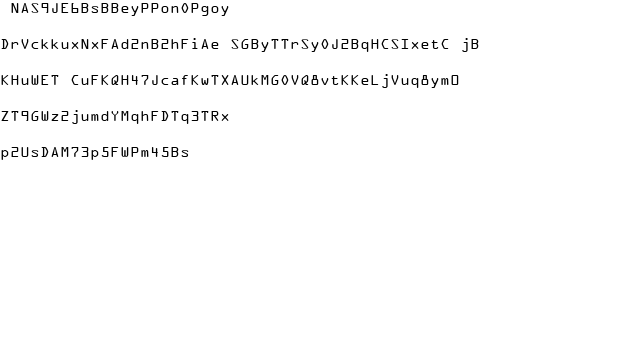 NAS9JE6BsBBeyPPon0Pgoy
DrVckkuxNxFAd2nB2hFiAe SGByTTrSy0J2BqHCSIxetC jB
KHuWET CuFKQH47JcafKwTXAUkMG0VQ8vtKKeLjVuq8ymO
ZT9GWz2jumdYMqhFDTq3TRx
p2UsDAM73p5FWPm45Bs